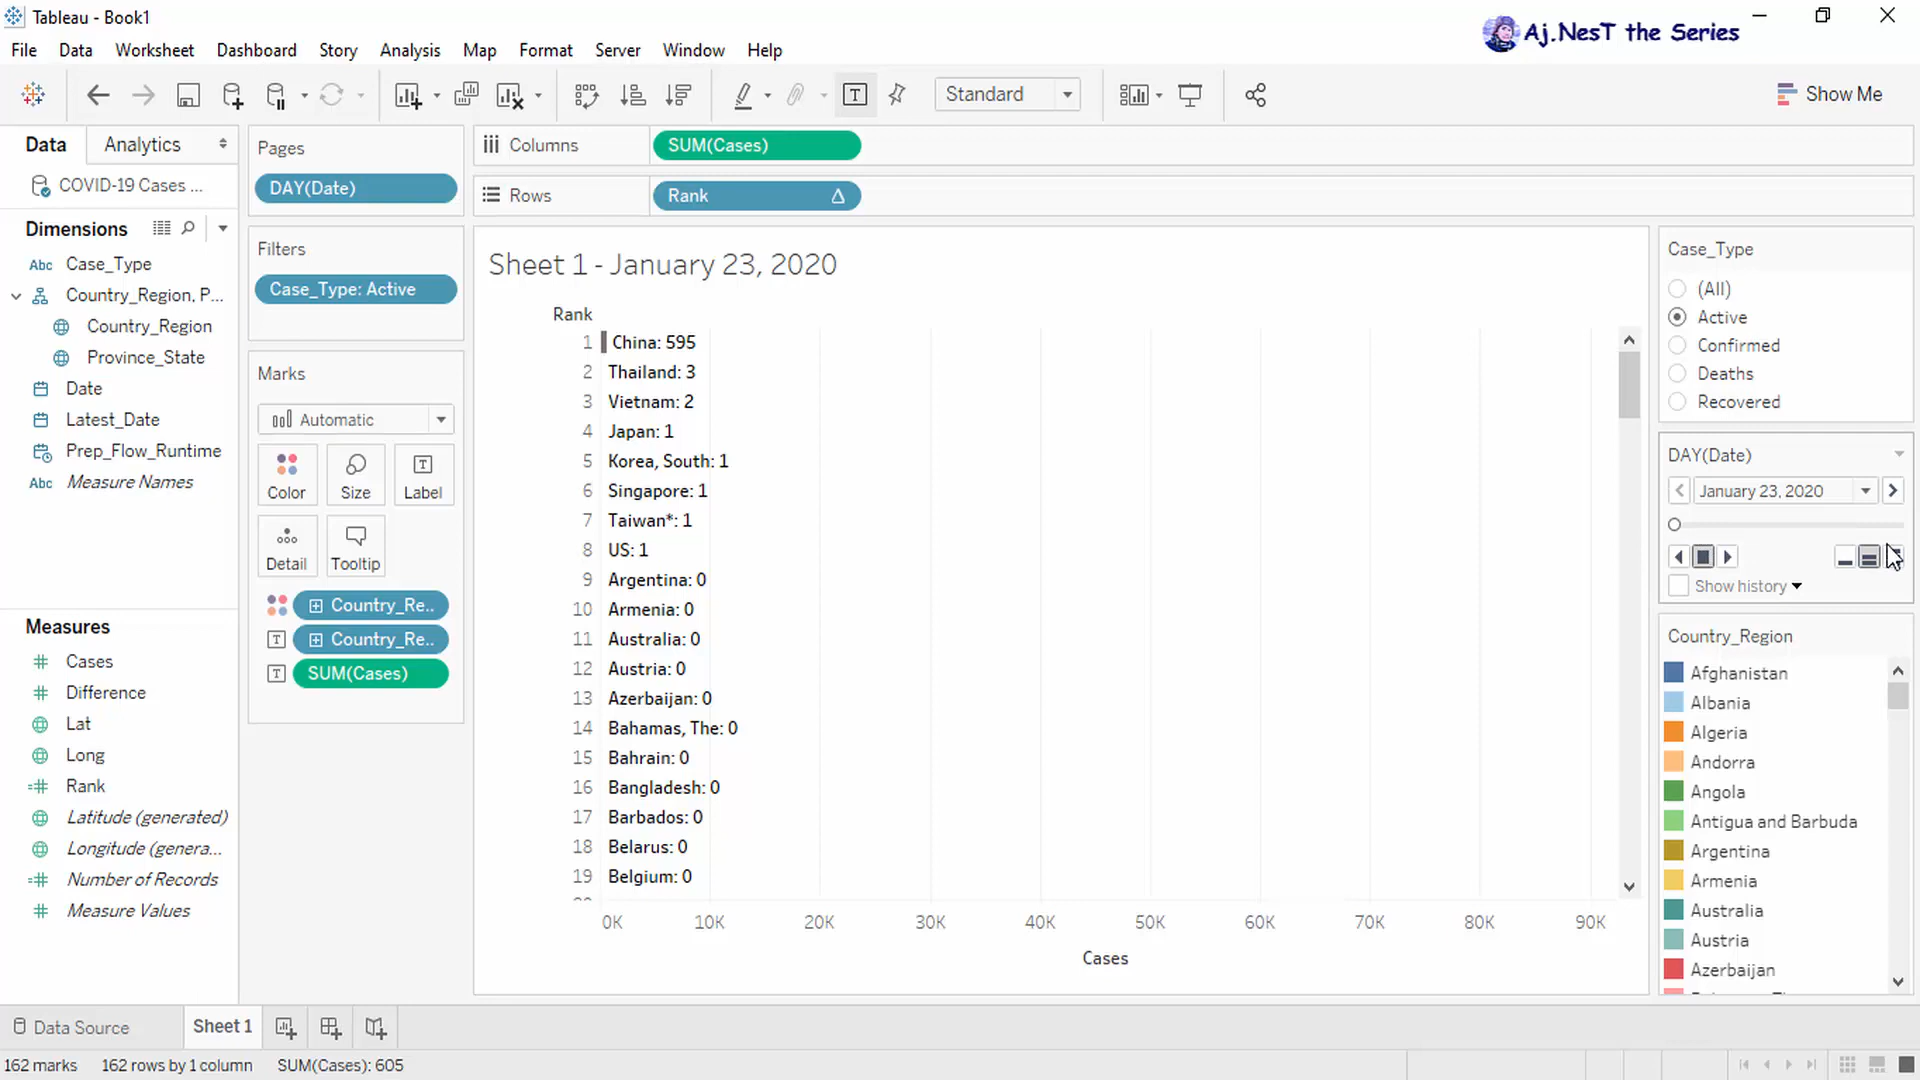 Tableau - Book1
Aj.NesT the Series
File Data Worksheet Dashboard Story Analysis Map Format Server Window Help
Standard
Show Me
Data
Analytics
COVID-19 Cases ...
Dimensions
Abc Case_Type
Country_Region, P...
Country_Region
Province_State
Date
Latest_Date
Prep_Flow_Runtime
Abc Measure Names
Measures
Cases
Difference
Lat
Long
Rank
Latitude (generated)
Longitude (genera...
Number of Records
Measure Values
Pages
DAY(Date)
Filters
Case_Type: Active
Marks
Automatic
Color
Size
Label
Detail
Tooltip
Country_Re..
Country_Re..
SUM(Cases)
Columns
SUM(Cases)
Rows
Rank
Sheet 1 - January 23, 2020
Rank
1 China: 595
2 Thailand: 3
3 Vietnam: 2
4 Japan: 1
5 Korea, South: 1
6 Singapore: 1
7 Taiwan*: 1
8 US: 1
9 Argentina: 0
10 Armenia: 0
11 Australia: 0
12 Austria: 0
13 Azerbaijan: 0
14 Bahamas, The: 0
15 Bahrain: 0
16 Bangladesh: 0
17 Barbados: 0
18 Belarus: 0
19 Belgium: 0
0K 10K 20K 30K 40K 50K 60K 70K 80K 90K
Cases
Case_Type
(All)
Active
Confirmed
Deaths
Recovered
DAY(Date)
January 23, 2020
Show history
Country_Region
Afghanistan
Albania
Algeria
Andorra
Angola
Antigua and Barbuda
Argentina
Armenia
Australia
Austria
Azerbaijan
Data Source
Sheet 1
162 marks 162 rows by 1 column SUM(Cases): 605